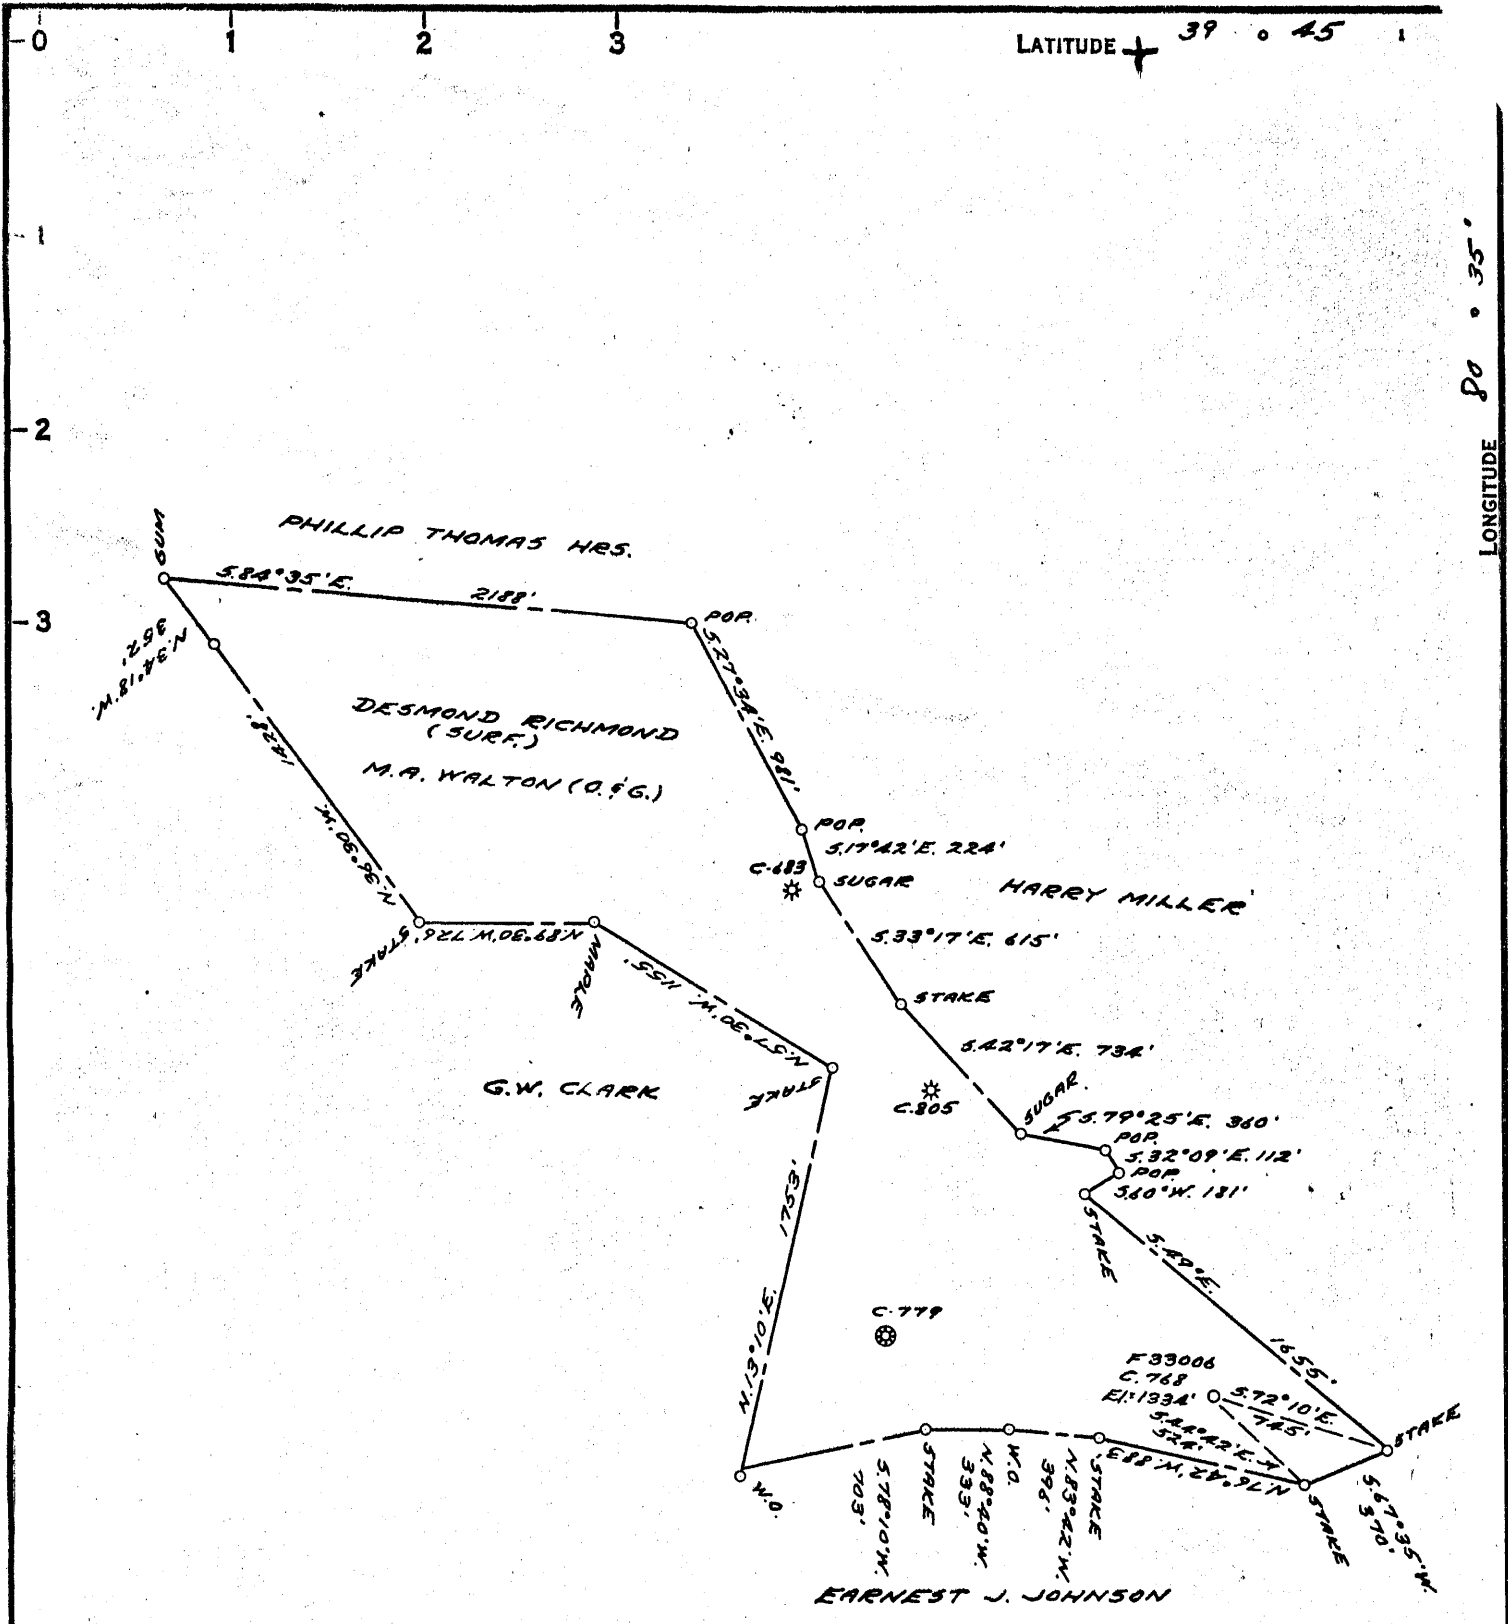 0 1 2 3
LATITUDE 39 ° 45 '
1
80 ° 35 '
LONGITUDE
2
PHILLIP THOMAS HRS.
GUM
S.84°35'E. 2188'
3
POP.
N.34°18'W.
352'
S.27°34'E. 981'
DESMOND RICHMOND
(SURF.)
M.A. WALTON (O. & G.)
N.36°30'W. 1428'
POP.
S.17°42'E. 224'
C-683
SUGAR
HARRY MILLER
STAKE
N.89°30'W. 726'
MAPLE
S.33°17'E. 615'
N.57°30'W. 1155'
STAKE
S.42°17'E. 734'
G.W. CLARK
STAKE
C.805
SUGAR.
S.79°25'E. 360'
POP.
S.32°09'E. 112'
POP.
S.60°W. 181'
STAKE
N.13°10'E. 1753'
S.49°E. 1655'
C-779
F33006
C.768
El.=1334'
S.72°10'E.
745'
S.44°42'E.
524'
STAKE
W.O.
S.78°10'W.
703'
STAKE
N.88°40'W.
333'
W.O.
N.83°42'W.
396'
STAKE
N.76°42'W. 883'
STAKE
S.67°35'W.
370'
EARNEST J. JOHNSON